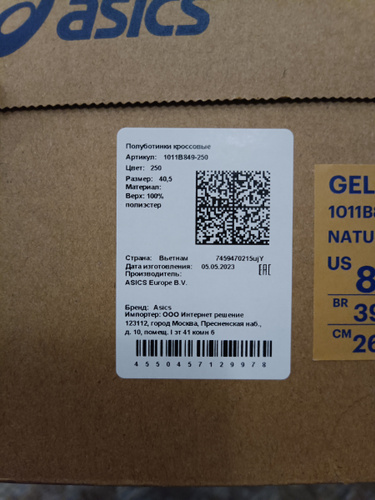 asics
Полуботинки кроссовые
Артикул: 1011B849-250
Цвет: 250
Размер: 40,5
Материал:
Верх: 100%
полиэстер
Страна: Вьетнам 7459470215ujY
Дата изготовления: 05.05.2023
Производитель: EAC
ASICS Europe B.V.
Бренд: Asics
Импортер: ООО Интернет решение
123112, город Москва, Пресненская наб.,
д. 10, помещ. I эт 41 комн 6
4550457129978
GEL
1011B8
NATU
US 8
BR 39
CM 26